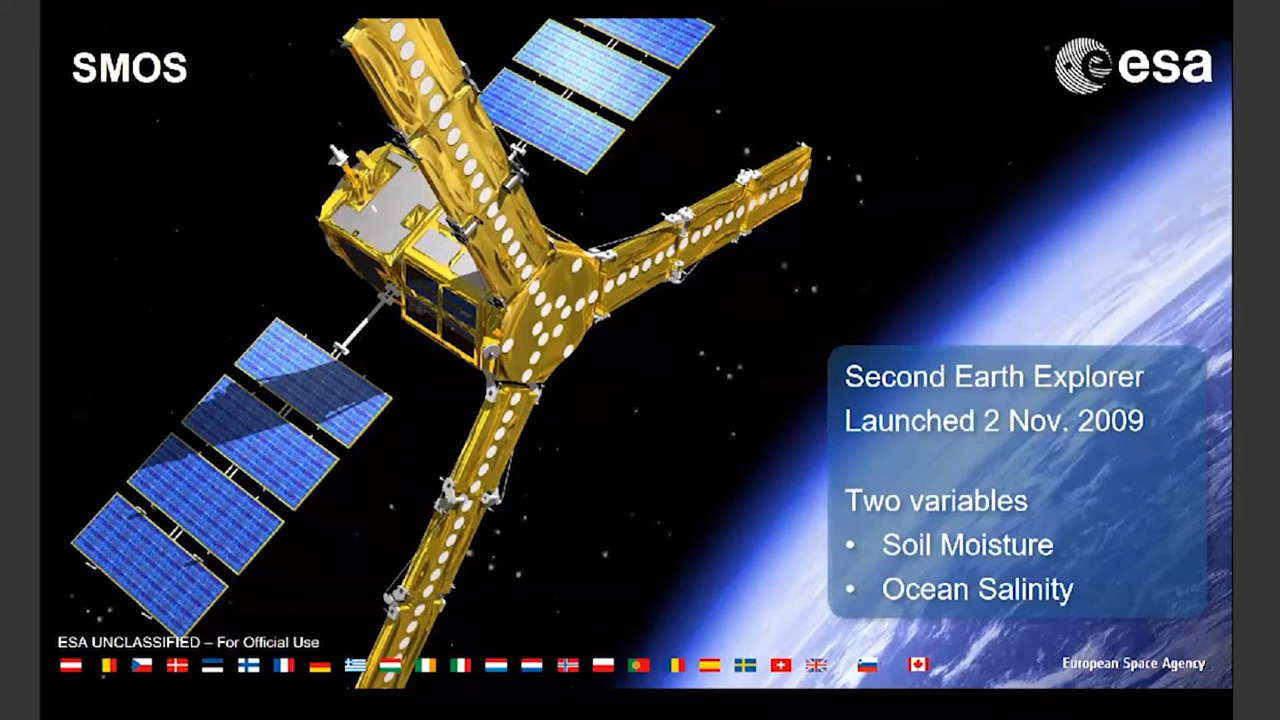 SMOS
esa
Second Earth Explorer
Launched 2 Nov. 2009
Two variables
• Soil Moisture
• Ocean Salinity
ESA UNCLASSIFIED – For Official Use
European Space Agency